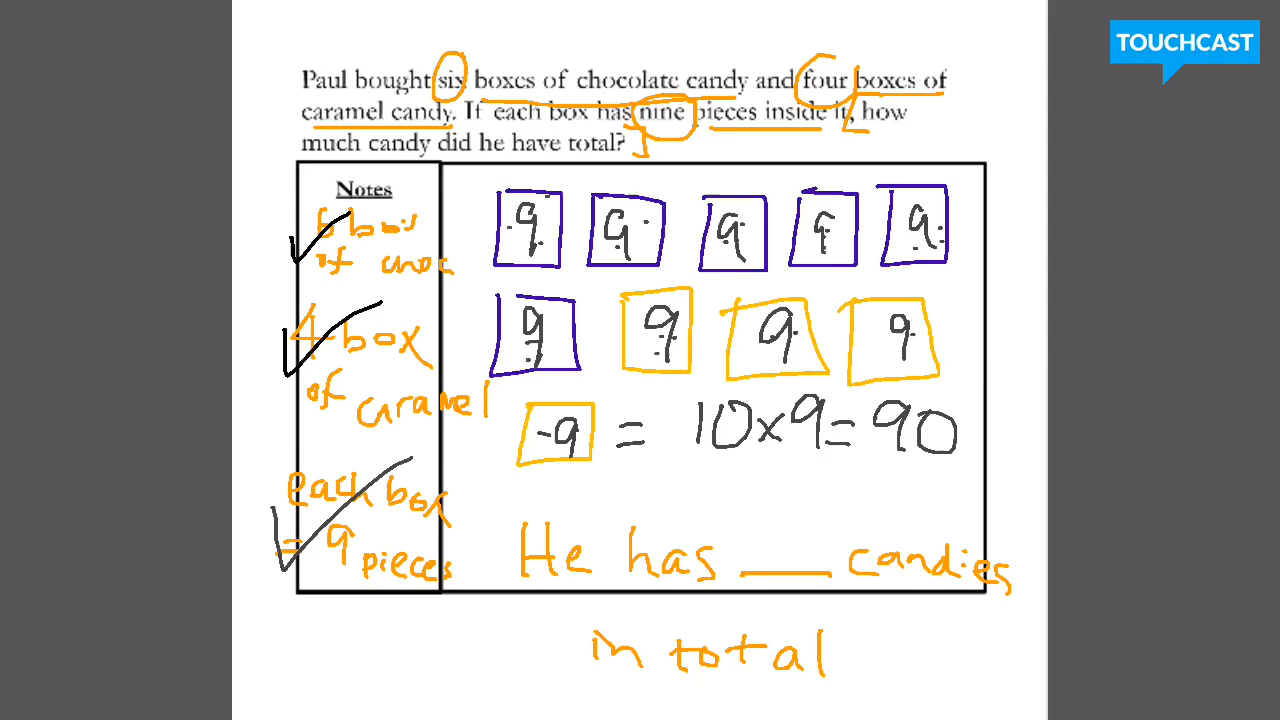 TOUCHCAST
Paul bought six boxes of chocolate candy and four boxes of
caramel candy. If each box has nine pieces inside it, how
much candy did he have total?
Notes
6
of choc
4 box
of caramel
each box
= 9 pieces
9 9 9 9 9
9 9 9 9
9 = 10x9=90
He has ___ candies
in total